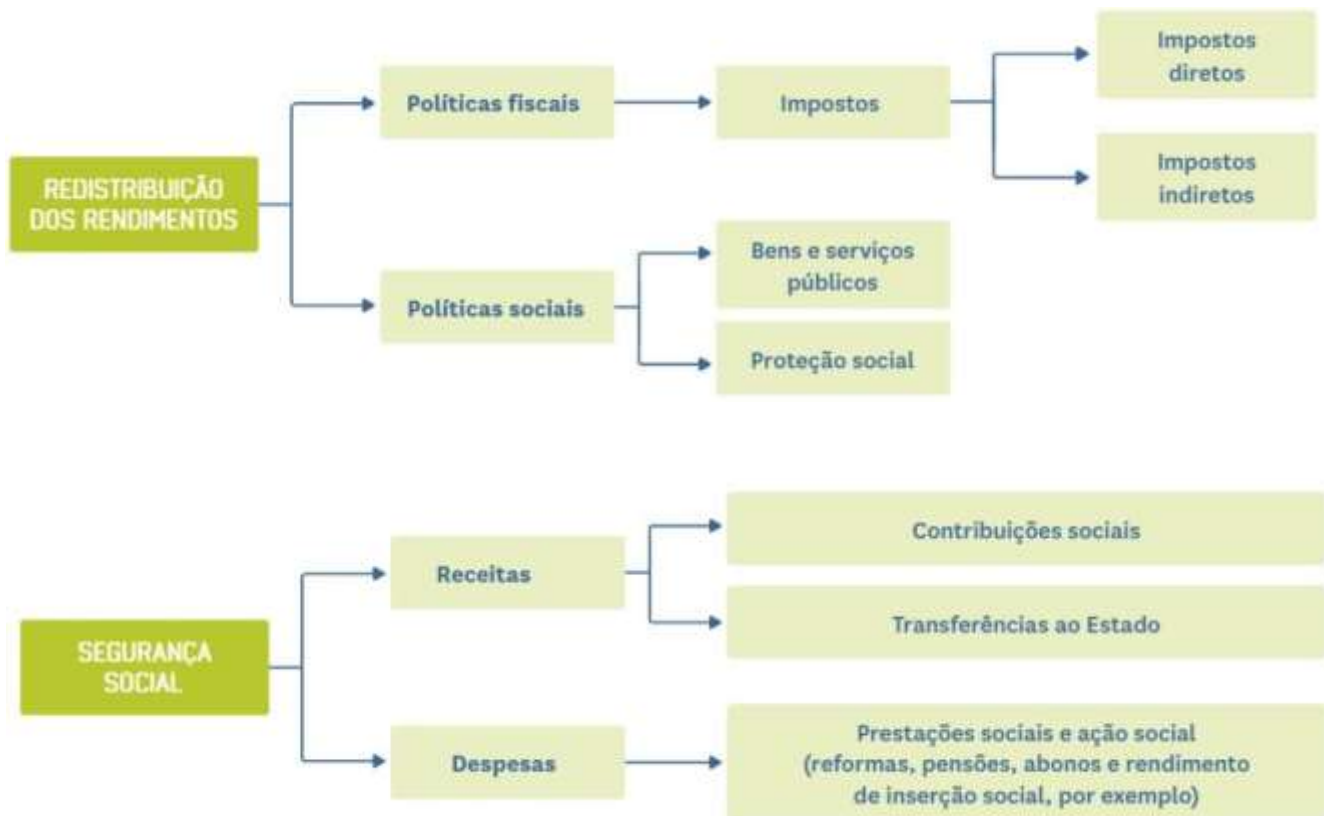 REDISTRIBUIÇÃO
DOS RENDIMENTOS
Políticas fiscais
Impostos
Impostos
diretos
Impostos
indiretos
Políticas sociais
Bens e serviços
públicos
Proteção social
SEGURANÇA
SOCIAL
Receitas
Contribuições sociais
Transferências ao Estado
Despesas
Prestações sociais e ação social
(reformas, pensões, abonos e rendimento
de inserção social, por exemplo)